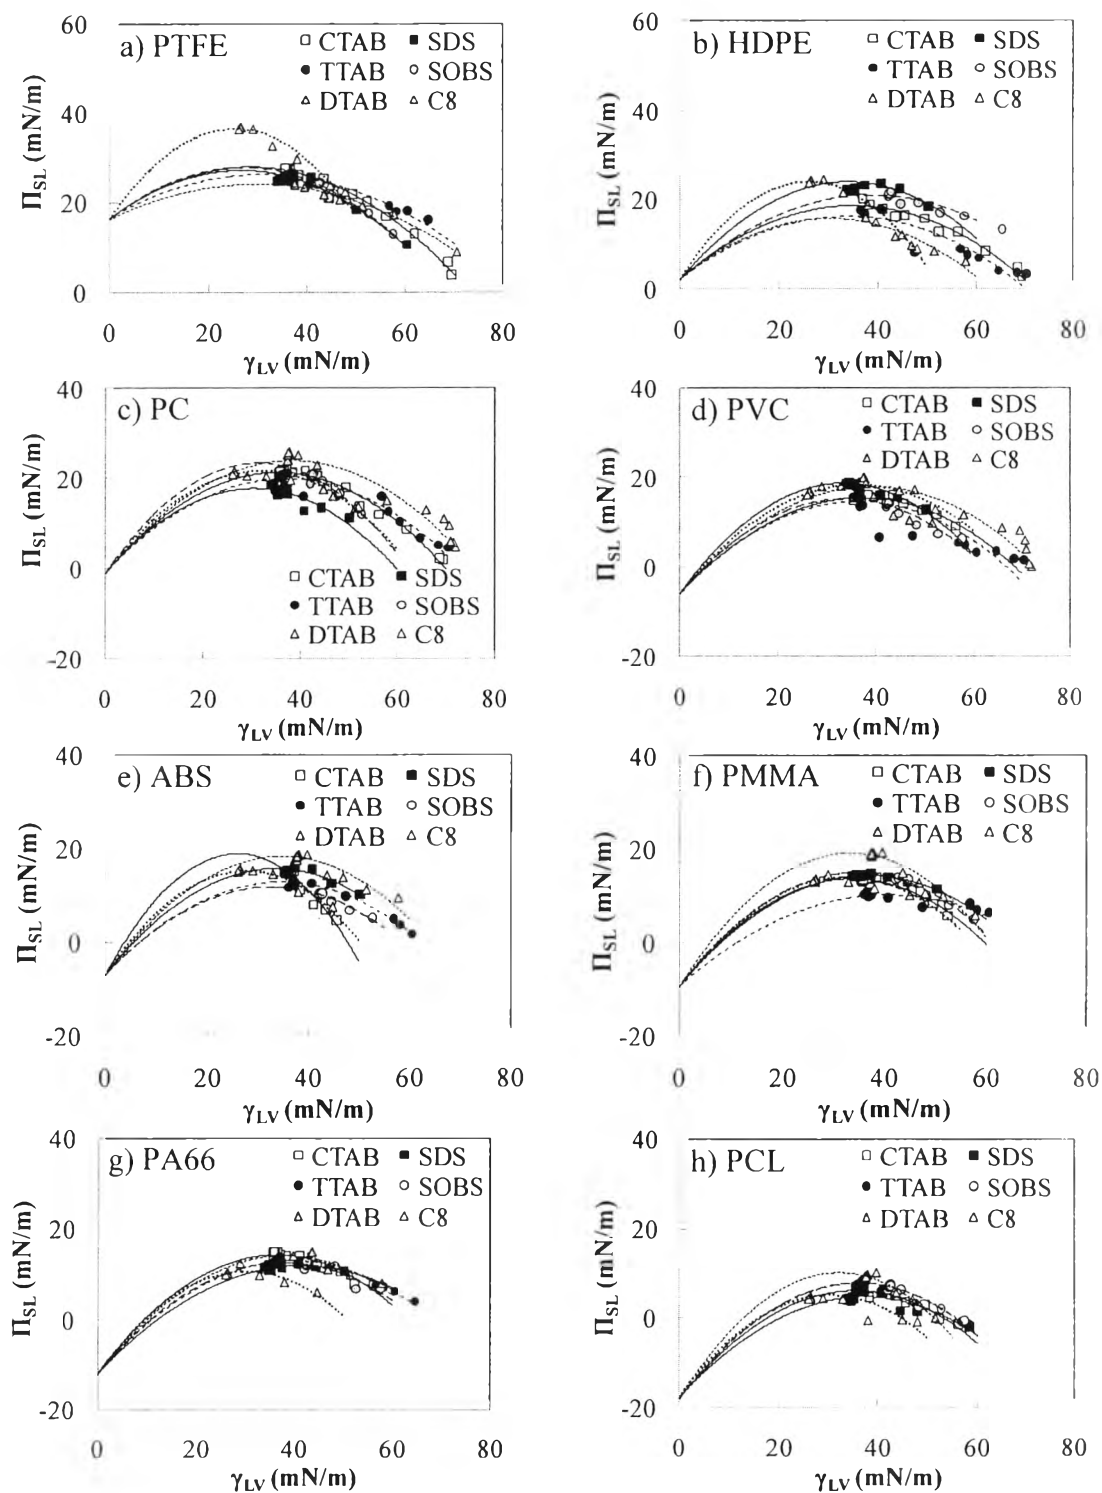 a) PTFE
CTAB SDS
TTAB SOBS
DTAB C8
60
40
20
0
0 20 40 60 80
Π_SL (mN/m)
γ_LV (mN/m)
b) HDPE
CTAB SDS
TTAB SOBS
DTAB C8
60
40
20
0
0 20 40 60 80
Π_SL (mN/m)
γ_LV (mN/m)
c) PC
CTAB SDS
TTAB SOBS
DTAB C8
40
20
0
-20
0 20 40 60 80
Π_SL (mN/m)
γ_LV (mN/m)
d) PVC
CTAB SDS
TTAB SOBS
DTAB C8
40
20
0
-20
0 20 40 60 80
Π_SL (mN/m)
γ_LV (mN/m)
e) ABS
CTAB SDS
TTAB SOBS
DTAB C8
40
20
0
-20
0 20 40 60 80
Π_SL (mN/m)
γ_LV (mN/m)
f) PMMA
CTAB SDS
TTAB SOBS
DTAB C8
40
20
0
-20
0 20 40 60 80
Π_SL (mN/m)
γ_LV (mN/m)
g) PA66
CTAB SDS
TTAB SOBS
DTAB C8
40
20
0
-20
0 20 40 60 80
Π_SL (mN/m)
γ_LV (mN/m)
h) PCL
CTAB SDS
TTAB SOBS
DTAB C8
40
20
0
-20
0 20 40 60 80
Π_SL (mN/m)
γ_LV (mN/m)